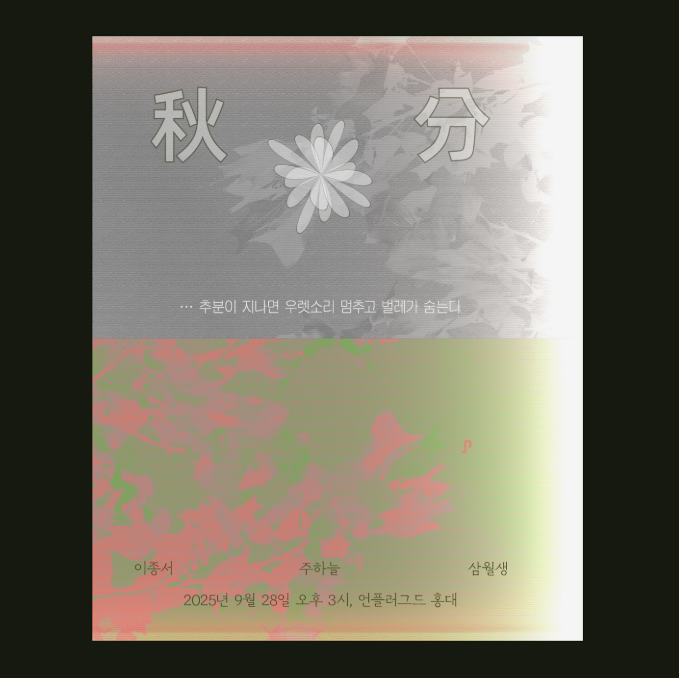 秋 分
… 추분이 지나면 우렛소리 멈추고 벌레가 숨는다
이종서 주하늘 삼월생
2025년 9월 28일 오후 3시, 언플러그드 홍대